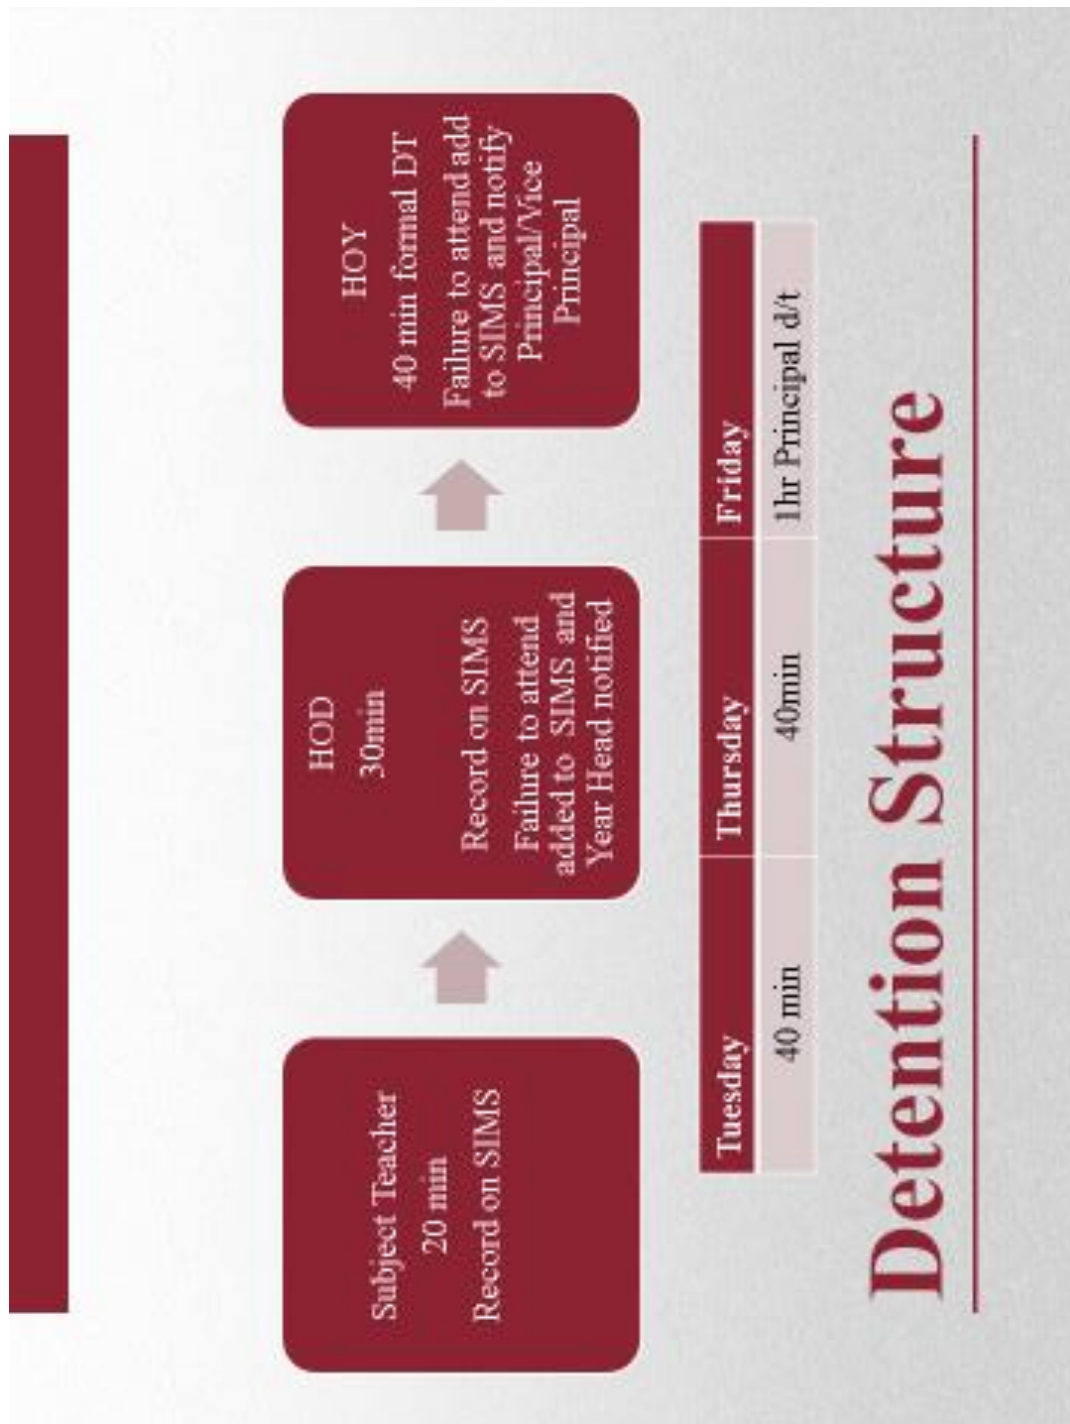 Subject Teacher
20 min
Record on SIMS
HOD
30min
Record on SIMS
Failure to attend
added to SIMS and
Year Head notified
HOY
40 min formal DT
Failure to attend add
to SIMS and notify
Principal/Vice
Principal
Tuesday Thursday Friday
40 min 40min 1hr Principal d/t
Detention Structure